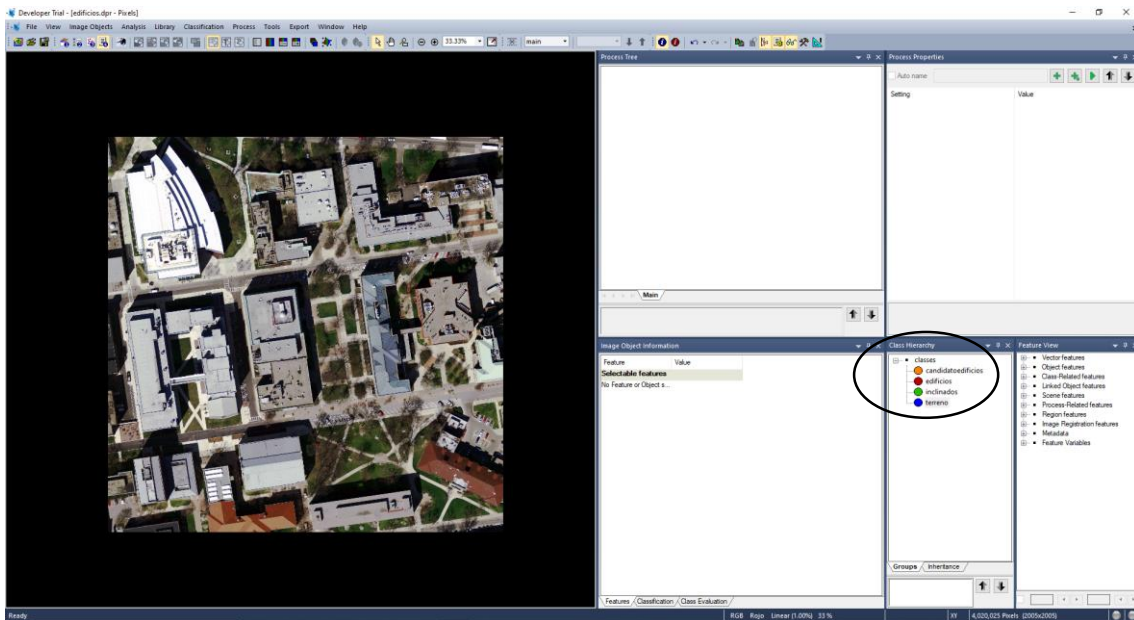 Developer Trial - [edificios.dpr - Pixels]
File View Image Objects Analysis Library Classification Process Tools Export Window Help
33.33% main
Process Tree
Main
Process Properties
Auto name
Setting Value
Image Object Information
Feature Value
Selectable features
No Feature or Object s...
Features Classification Class Evaluation
Class Hierarchy
classes
candidatoedificios
edificios
inclinados
terreno
Groups Inheritance
Feature View
Vector features
Object features
Class-Related features
Linked Object features
Scene features
Process-Related features
Region features
Image Registration features
Metadata
Feature Variables
Ready RGB Rojo Linear (1.00%) 33 % XY 4,020,025 Pixels (2005x2005)